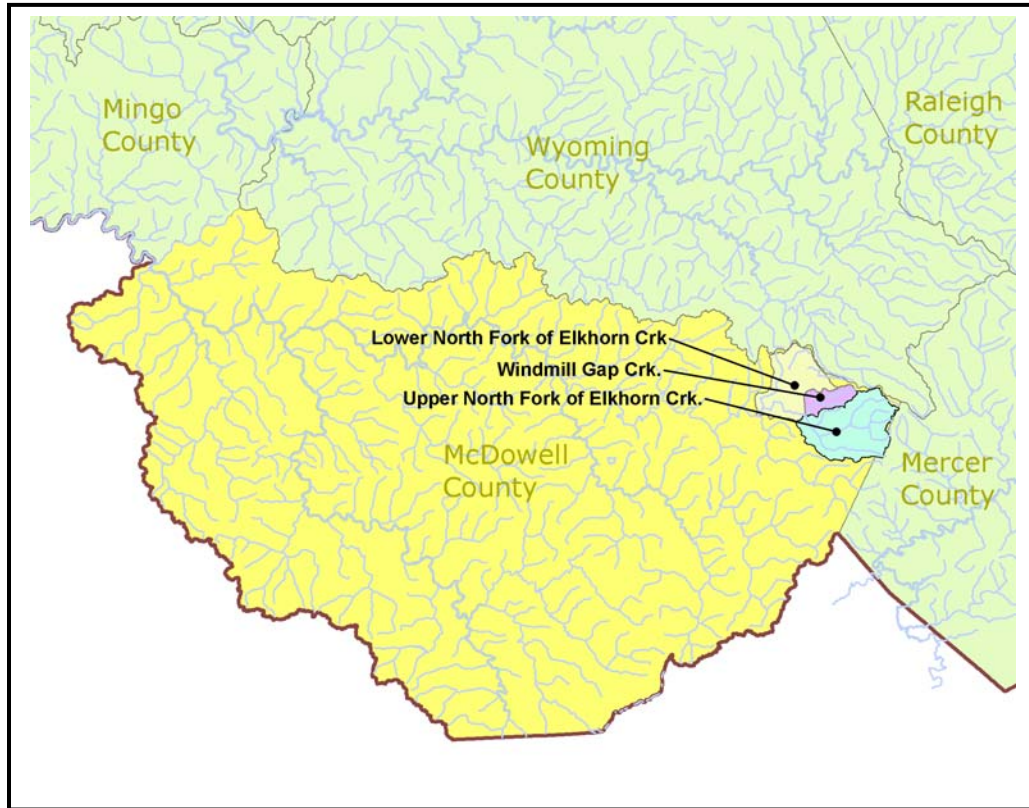 Mingo
County
Wyoming
County
Raleigh
County
Lower North Fork of Elkhorn Crk
Windmill Gap Crk.
Upper North Fork of Elkhorn Crk.
McDowell
County
Mercer
County